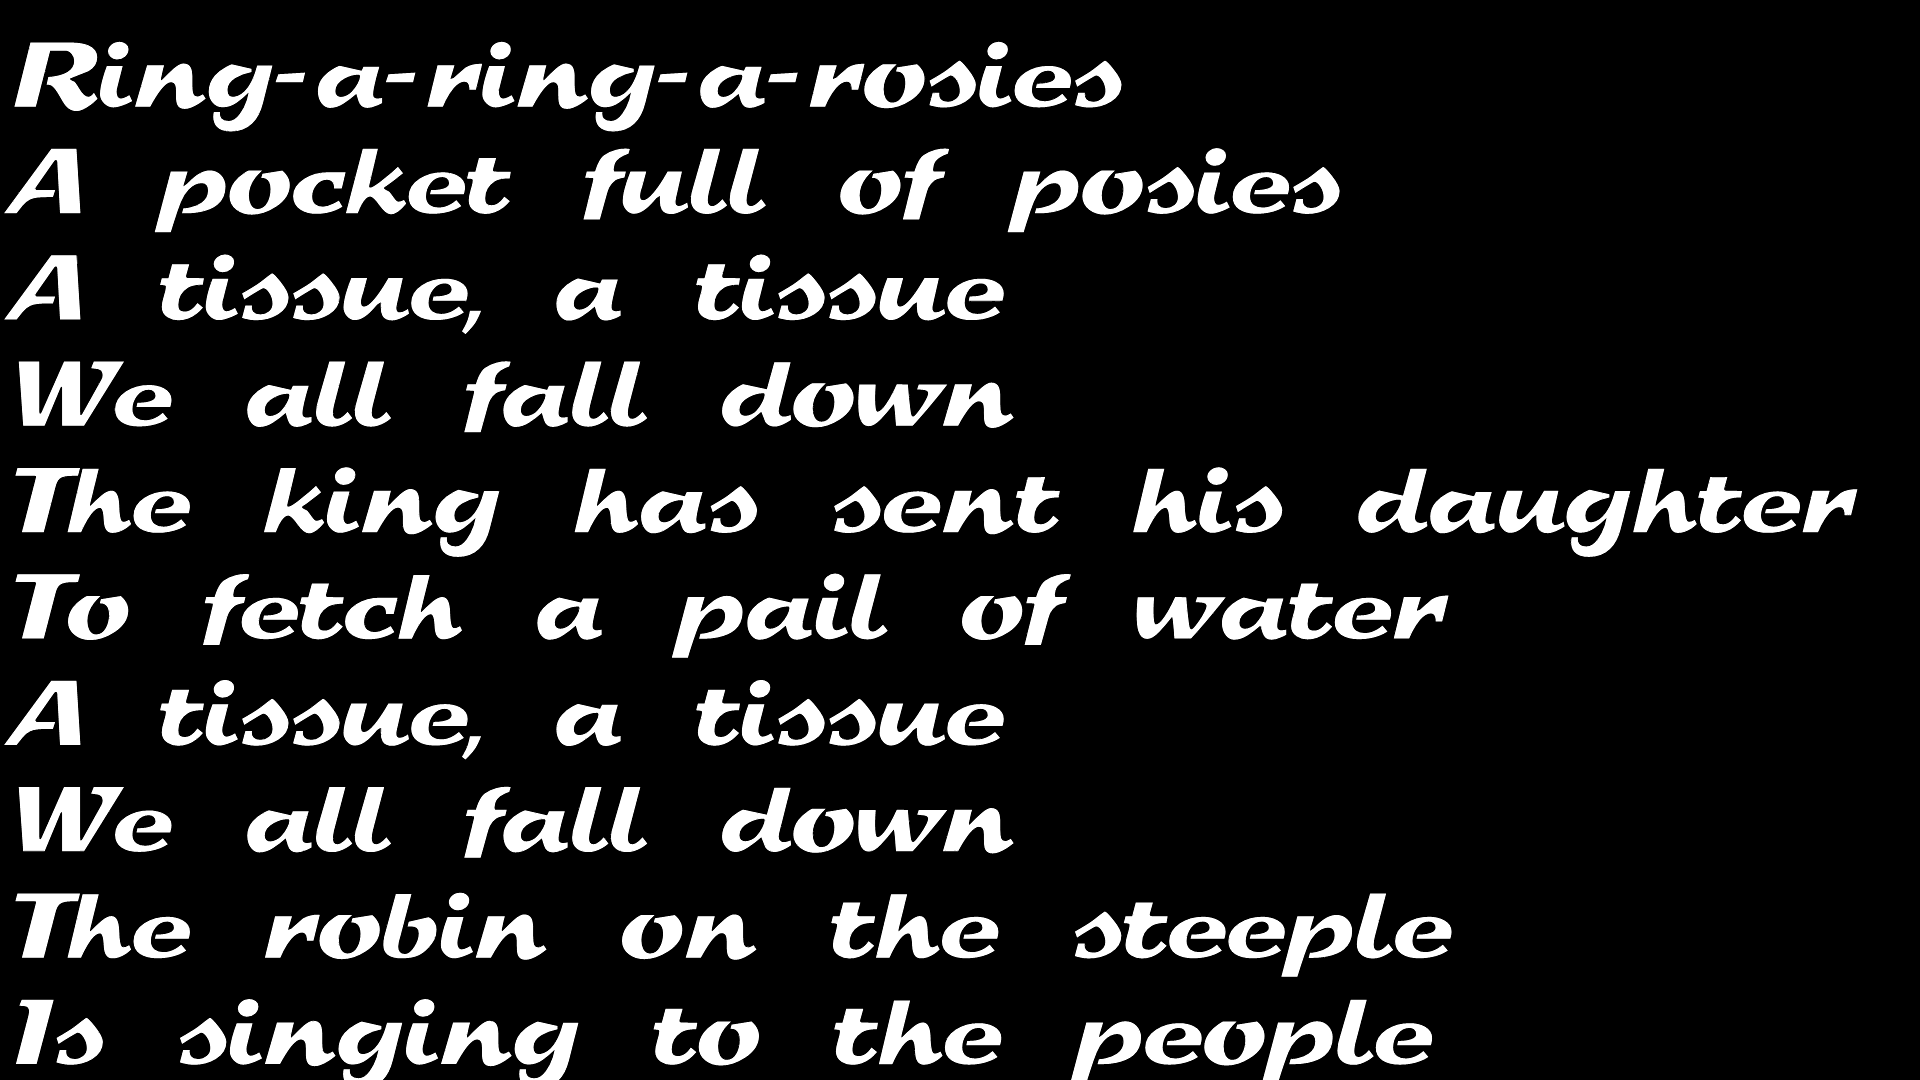 Ring-a-ring-a-rosies
A pocket full of posies
A tissue, a tissue
We all fall down
The king has sent his daughter
To fetch a pail of water
A tissue, a tissue
We all fall down
The robin on the steeple
Is singing to the people